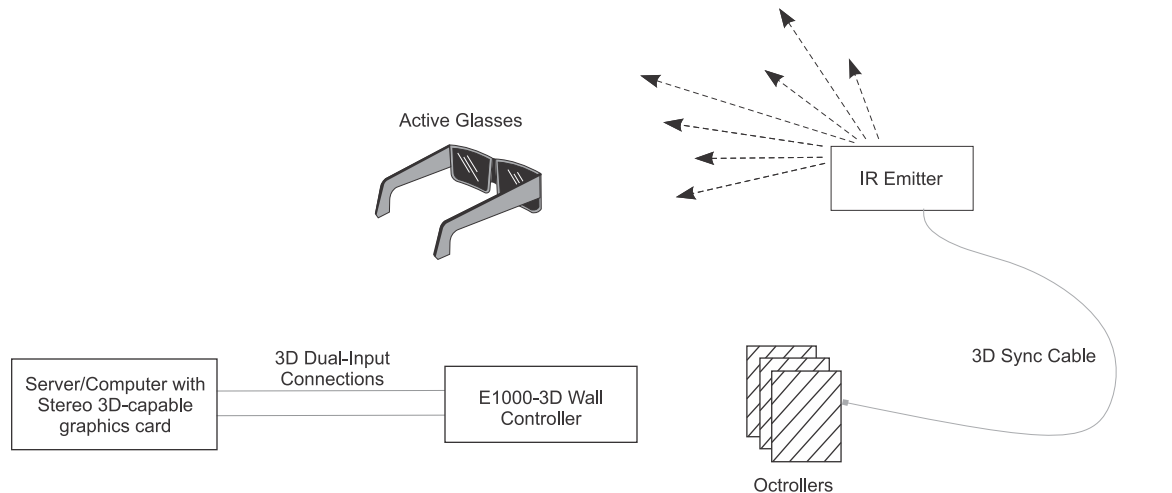 Active Glasses
IR Emitter
3D Sync Cable
3D Dual-Input
Connections
Server/Computer with
Stereo 3D-capable
graphics card
E1000-3D Wall
Controller
Octrollers